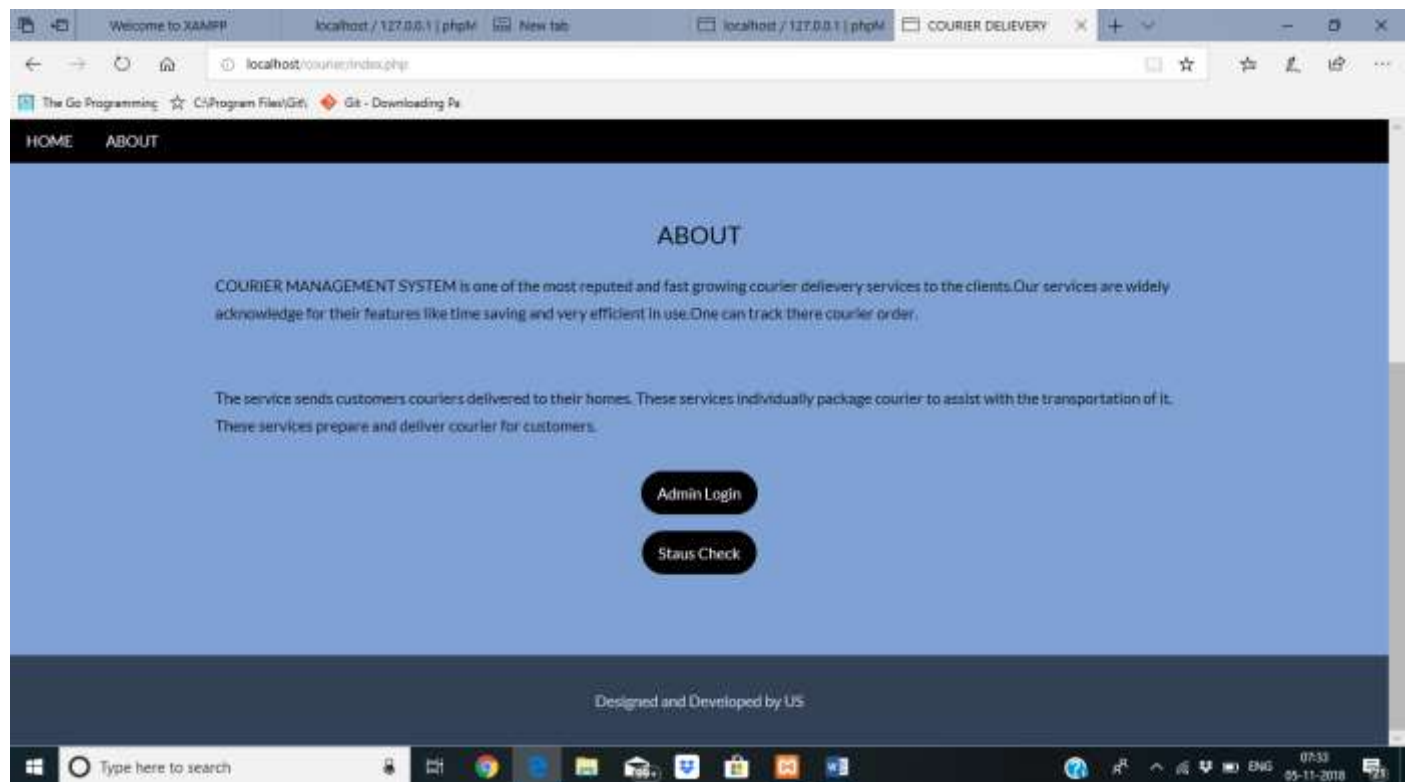 Welcome to XAMPP localhost / 127.0.0.1 | phpM New tab localhost / 127.0.0.1 | phpM COURIER DELIEVERY
localhost/courier/index.php
The Go Programming C:\Program Files\Git\ Git - Downloading Pa
HOME ABOUT
ABOUT
COURIER MANAGEMENT SYSTEM is one of the most reputed and fast growing courier delievery services to the clients.Our services are widely
acknowledge for their features like time saving and very efficient in use.One can track there courier order.
The service sends customers couriers delivered to their homes. These services individually package courier to assist with the transportation of it.
These services prepare and deliver courier for customers.
Admin Login
Staus Check
Designed and Developed by US
Type here to search
99+
ENG
07:33
05-11-2018